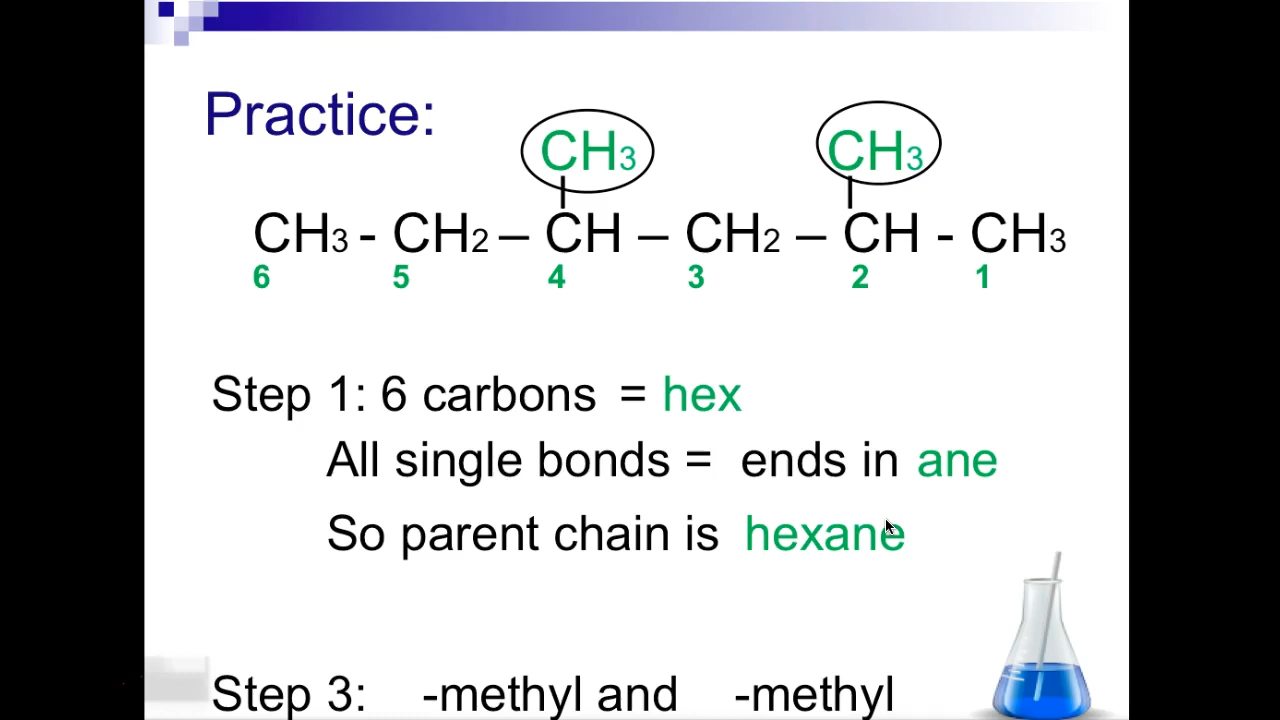 Practice:
CH3 CH3
CH3 - CH2 – CH – CH2 – CH - CH3
6 5 4 3 2 1
Step 1: 6 carbons = hex
All single bonds = ends in ane
So parent chain is hexane
Step 3: -methyl and -methyl